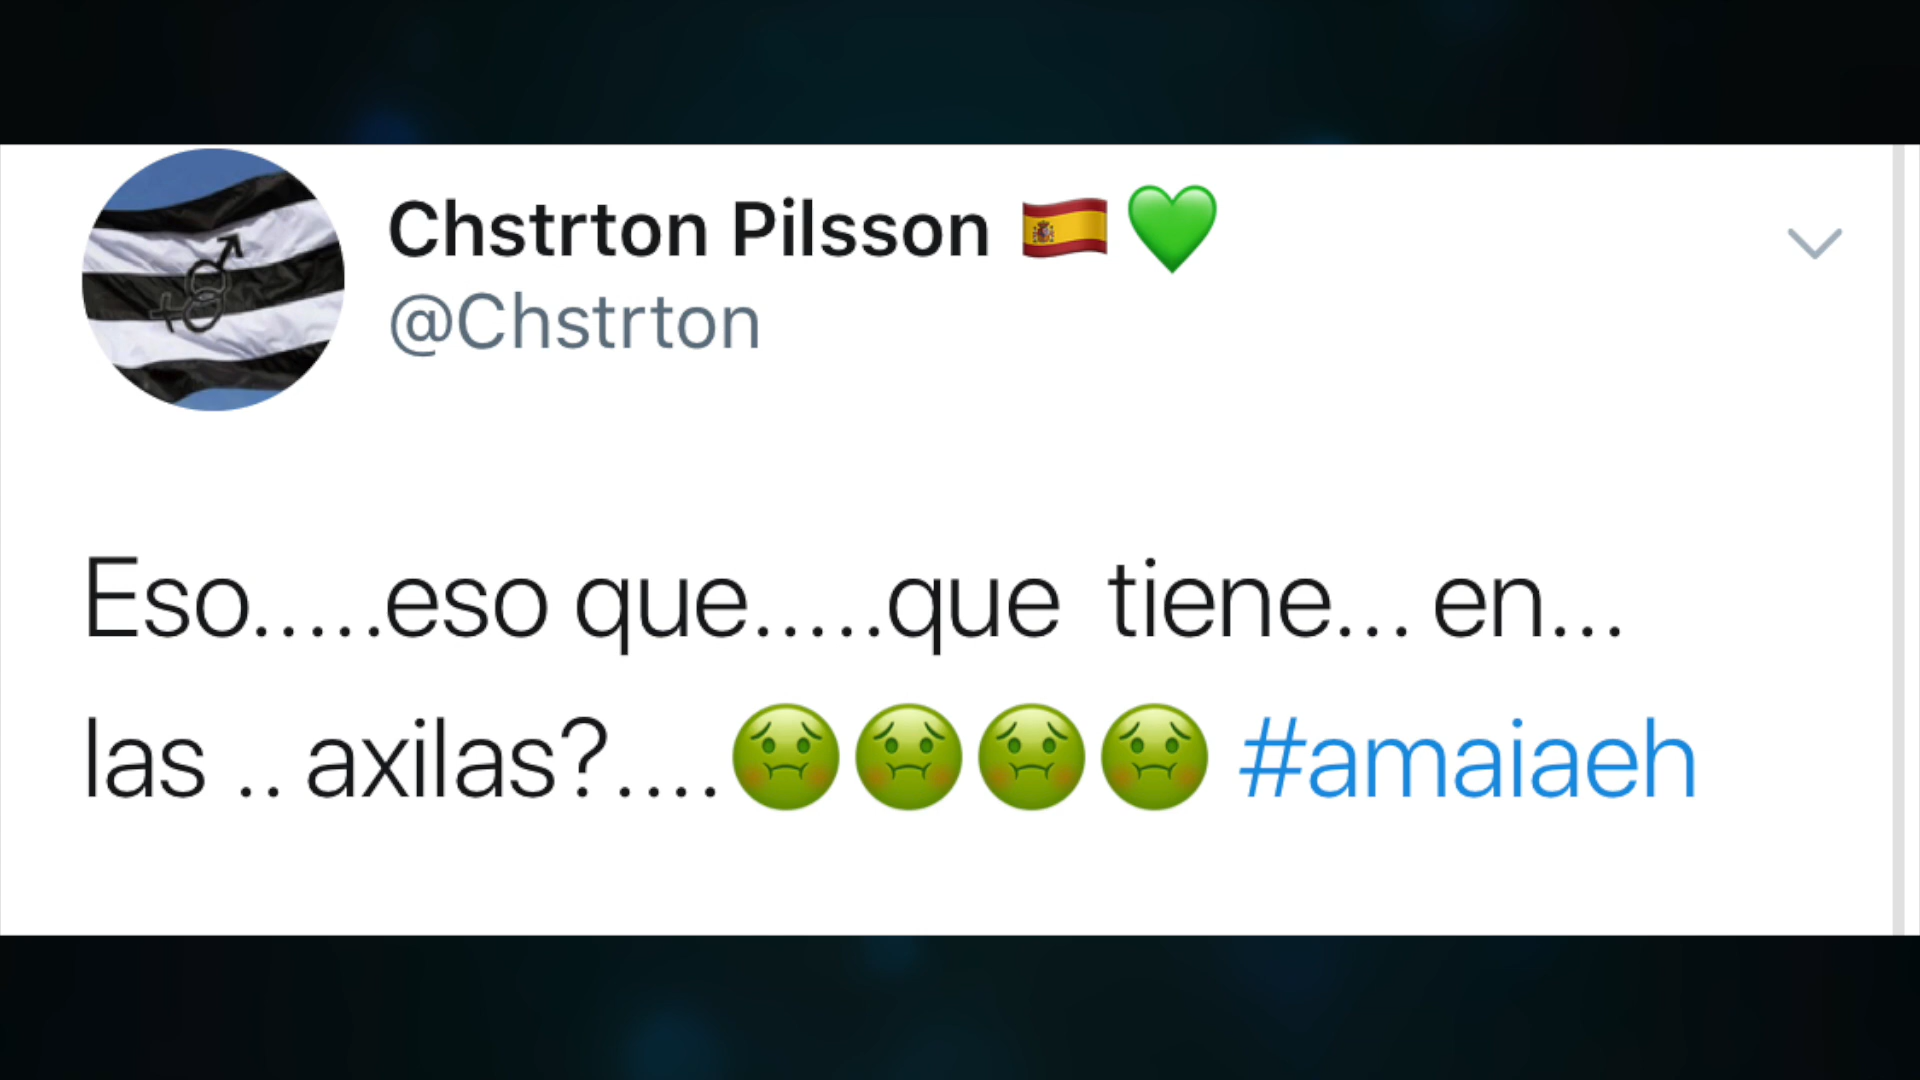 Chstrton Pilsson 🇪🇸💚
@Chstrton
Eso.....eso que.....que  tiene... en...
las .. axilas?....🤢🤢🤢🤢 #amaiaeh